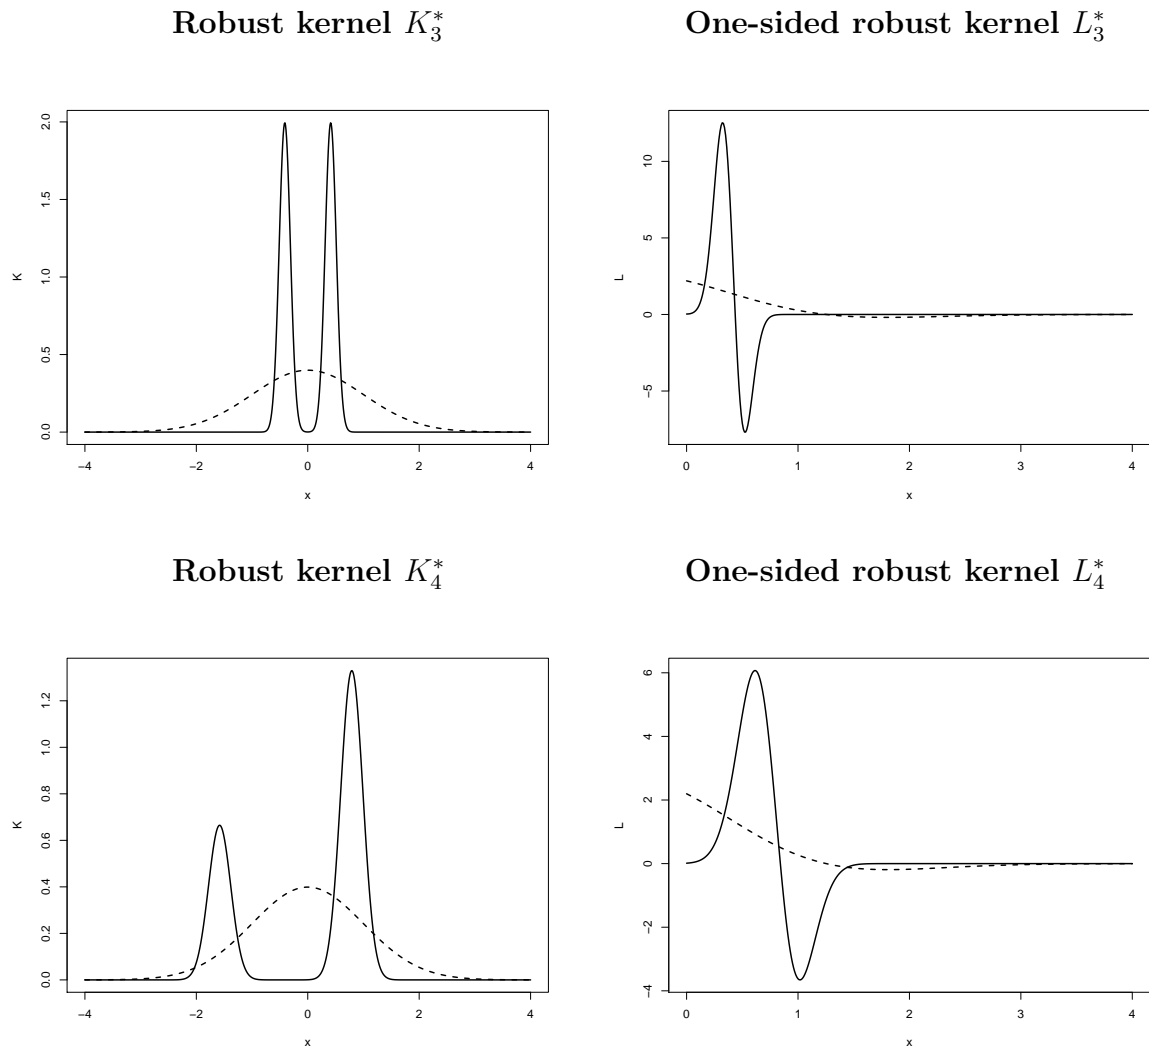 Robust kernel K₃*
One-sided robust kernel L₃*
2.0
1.5
1.0
0.5
0.0
K
−4 −2 0 2 4
x
10
5
0
−5
L
0 1 2 3 4
x
Robust kernel K₄*
One-sided robust kernel L₄*
1.2
1.0
0.8
0.6
0.4
0.2
0.0
K
−4 −2 0 2 4
x
6
4
2
0
−2
−4
L
0 1 2 3 4
x